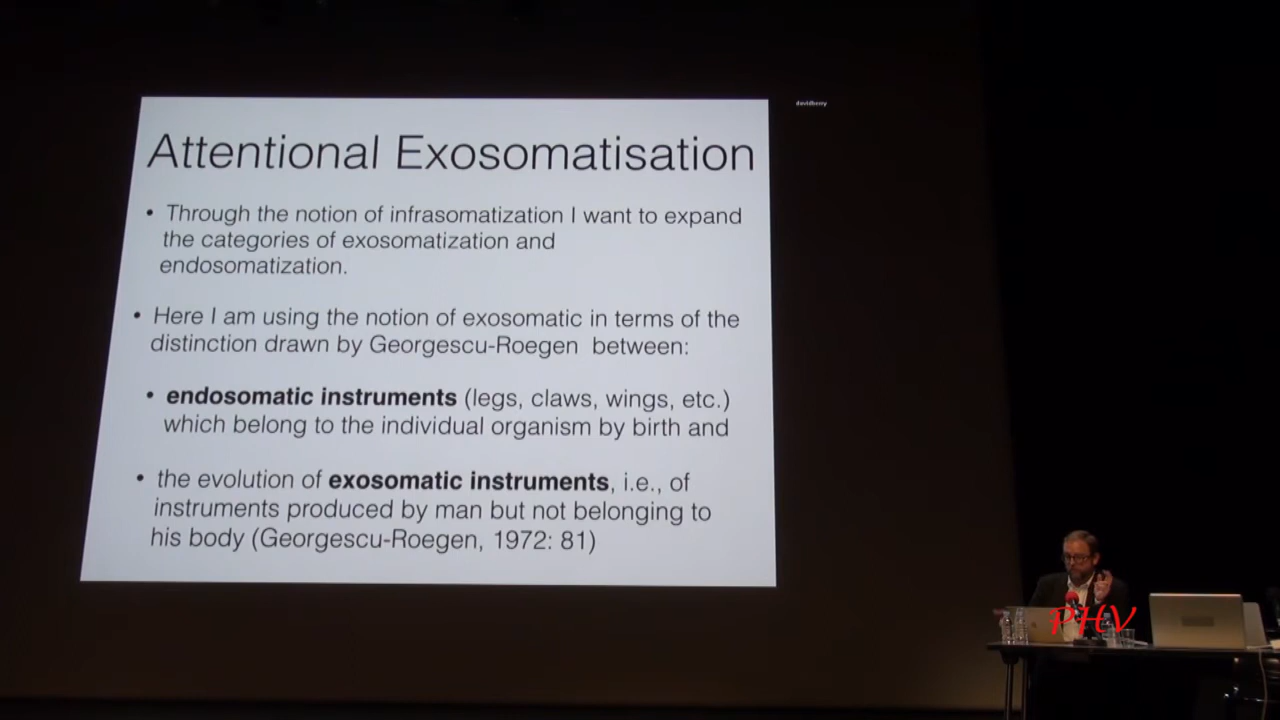 Attentional Exosomatisation
davidberry
• Through the notion of infrasomatization I want to expand
the categories of exosomatization and
endosomatization.
• Here I am using the notion of exosomatic in terms of the
distinction drawn by Georgescu-Roegen between:
• endosomatic instruments (legs, claws, wings, etc.)
which belong to the individual organism by birth and
• the evolution of exosomatic instruments, i.e., of
instruments produced by man but not belonging to
his body (Georgescu-Roegen, 1972: 81)
PHV